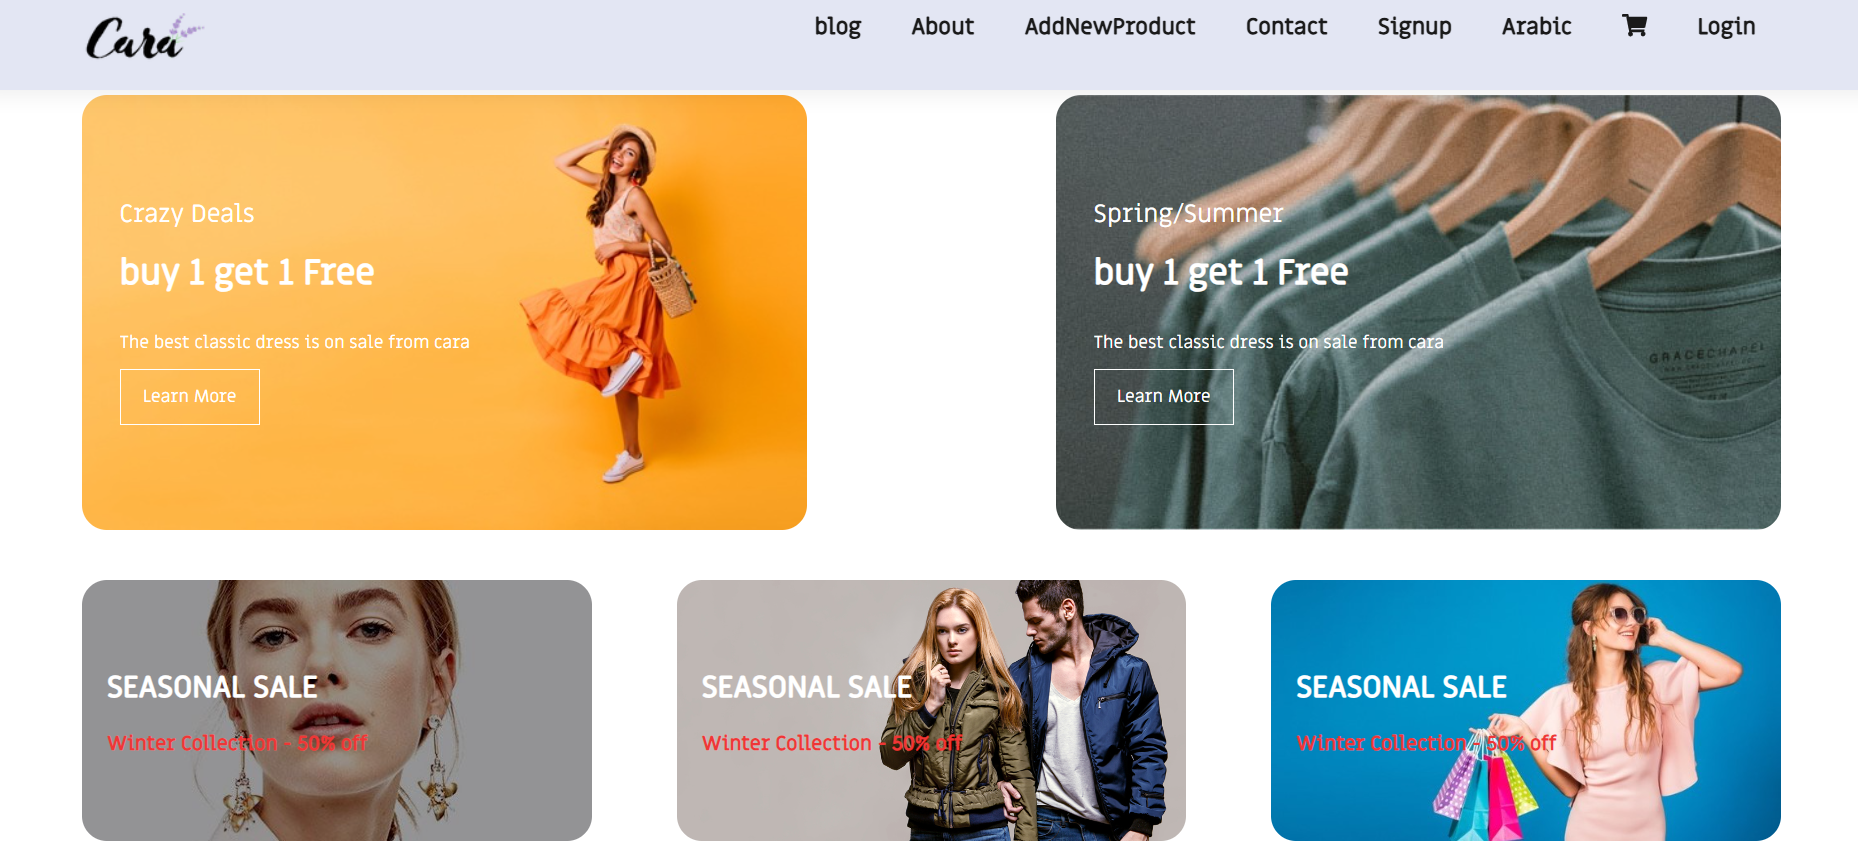 Cara
blog About AddNewProduct Contact Signup Arabic Login
Crazy Deals
buy 1 get 1 Free
The best classic dress is on sale from cara
Learn More
Spring/Summer
buy 1 get 1 Free
The best classic dress is on sale from cara
Learn More
GRACECHAPEL
SEASONAL SALE
Winter Collection - 50% off
SEASONAL SALE
Winter Collection - 50% off
SEASONAL SALE
Winter Collection - 50% off